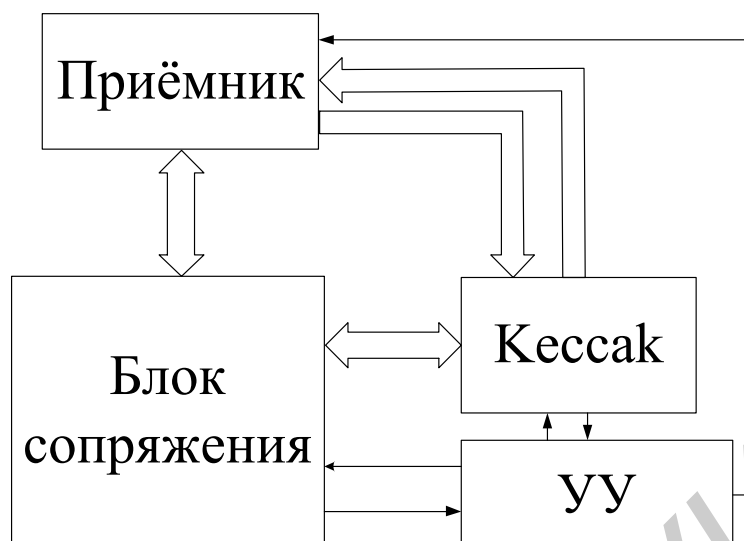 Приёмник
Keccak
Блок
сопряжения
УУ